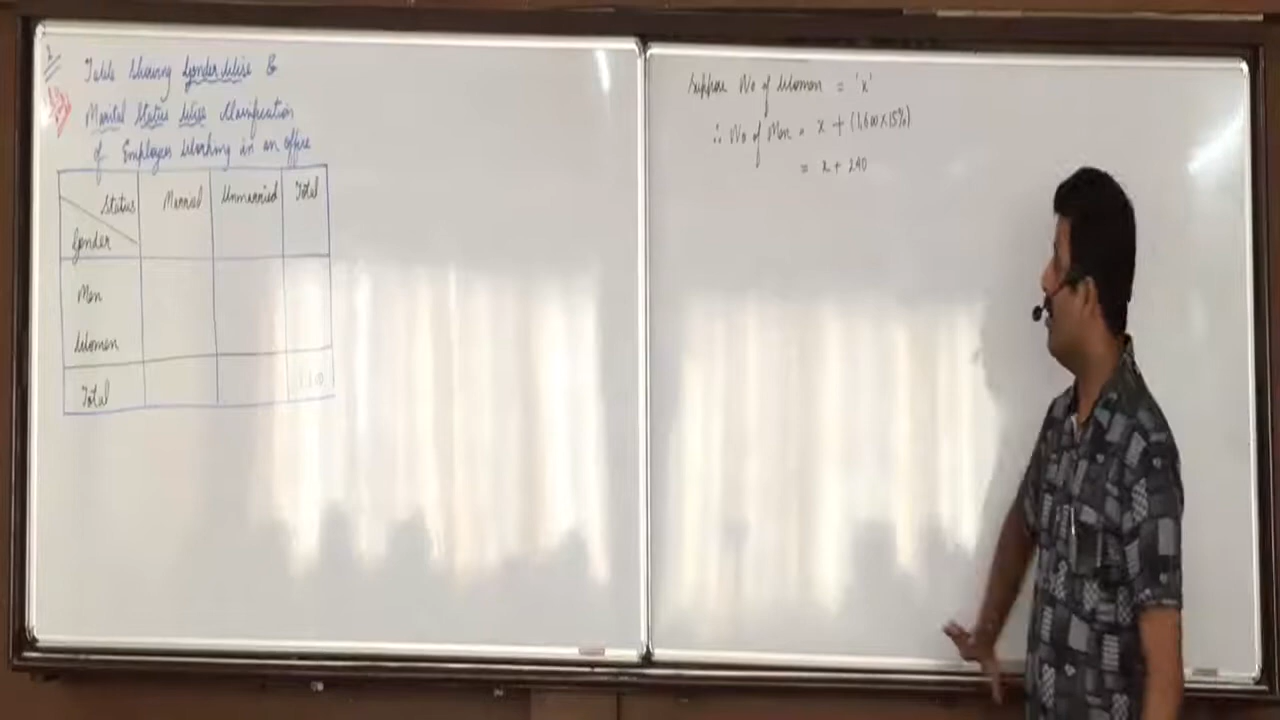 2
Table Showing Gender Wise &
Marital Status Wise Classification
of Employees Working in an office
Status Married Unmarried Total
Gender
Men
Women
Total
Suppose No of Women = 'x'
∴ No of Men = x + (1,600 x 15%)
= x + 240